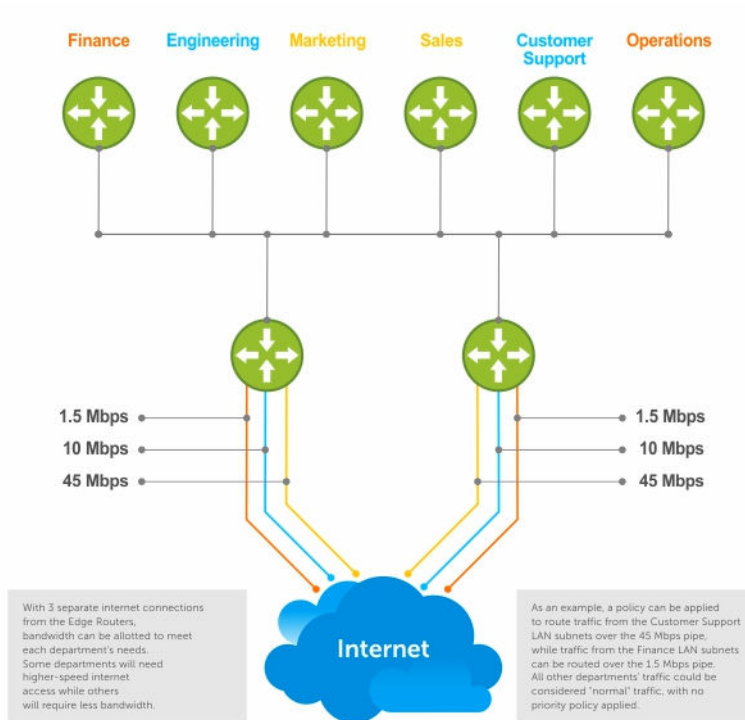 Finance
Engineering
Marketing
Sales
Customer
Support
Operations
1.5 Mbps
10 Mbps
45 Mbps
1.5 Mbps
10 Mbps
45 Mbps
Internet
With 3 separate internet connections
from the Edge Routers,
bandwidth can be allotted to meet
each department's needs.
Some departments will need
higher-speed internet
access while others
will require less bandwidth.
As an example, a policy can be applied
to route traffic from the Customer Support
LAN subnets over the 45 Mbps pipe,
while traffic from the Finance LAN subnets
can be routed over the 1.5 Mbps pipe.
All other departments' traffic could be
considered "normal" traffic, with no
priority policy applied.